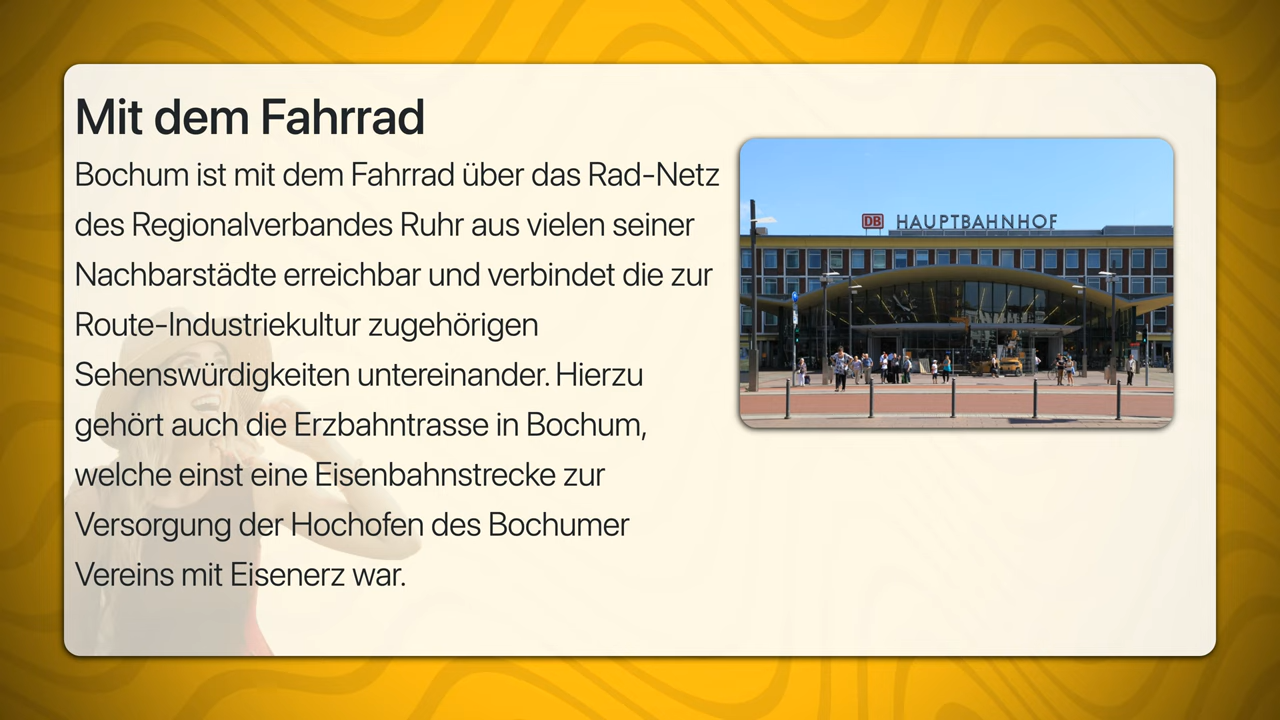 Mit dem Fahrrad
Bochum ist mit dem Fahrrad über das Rad-Netz
des Regionalverbandes Ruhr aus vielen seiner
Nachbarstädte erreichbar und verbindet die zur
Route-Industriekultur zugehörigen
Sehenswürdigkeiten untereinander. Hierzu
gehört auch die Erzbahntrasse in Bochum,
welche einst eine Eisenbahnstrecke zur
Versorgung der Hochofen des Bochumer
Vereins mit Eisenerz war.
DB HAUPTBAHNHOF